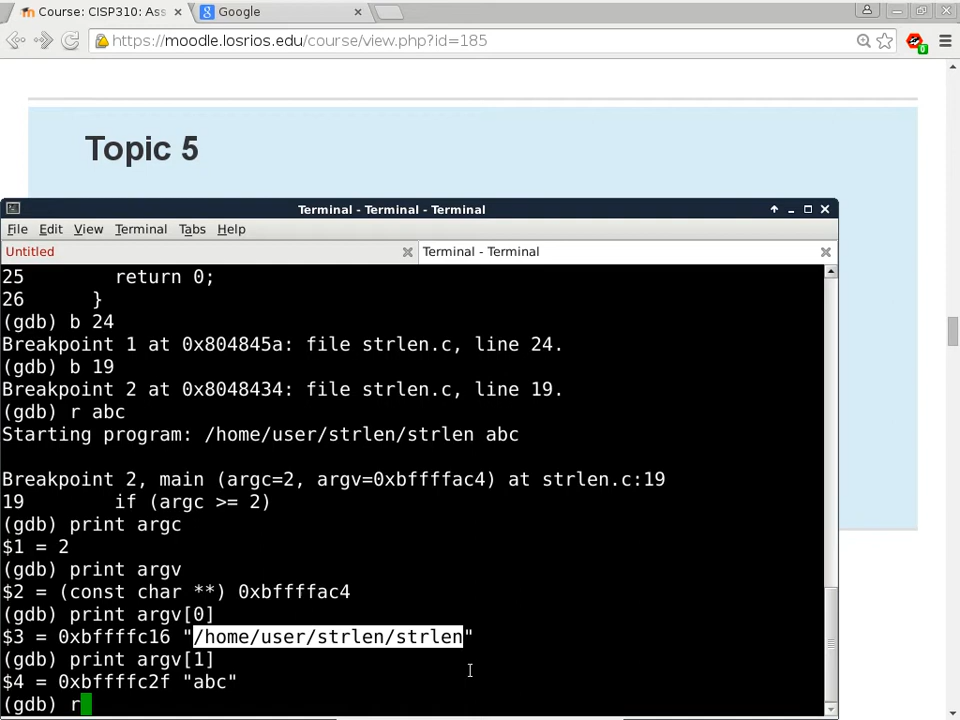 Course: CISP310: Ass
Google
https://moodle.losrios.edu/course/view.php?id=185
0
Topic 5
Terminal - Terminal - Terminal
File Edit View Terminal Tabs Help
Untitled
Terminal - Terminal
25        return 0;
26      }
(gdb) b 24
Breakpoint 1 at 0x804845a: file strlen.c, line 24.
(gdb) b 19
Breakpoint 2 at 0x8048434: file strlen.c, line 19.
(gdb) r abc
Starting program: /home/user/strlen/strlen abc
Breakpoint 2, main (argc=2, argv=0xbffffac4) at strlen.c:19
19        if (argc >= 2)
(gdb) print argc
$1 = 2
(gdb) print argv
$2 = (const char **) 0xbffffac4
(gdb) print argv[0]
$3 = 0xbffffc16 "/home/user/strlen/strlen"
(gdb) print argv[1]
$4 = 0xbffffc2f "abc"
(gdb) r